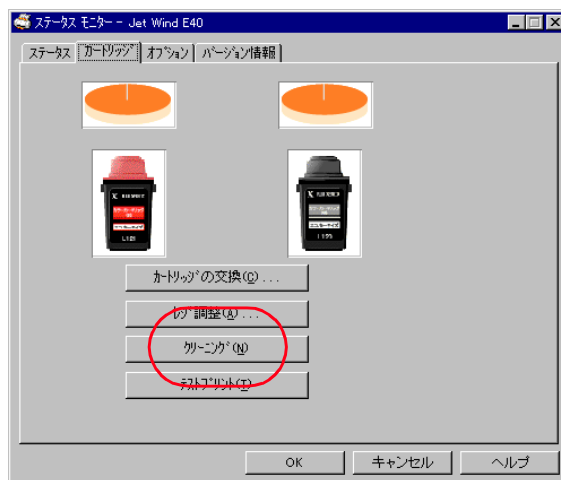 ステータス モニター - Jet Wind E40
ステータス カートリッジ オプション バージョン情報
カートリッジの交換(C)...
レジ調整(A)...
クリーニング(N)
テストプリント(T)
OK キャンセル ヘルプ